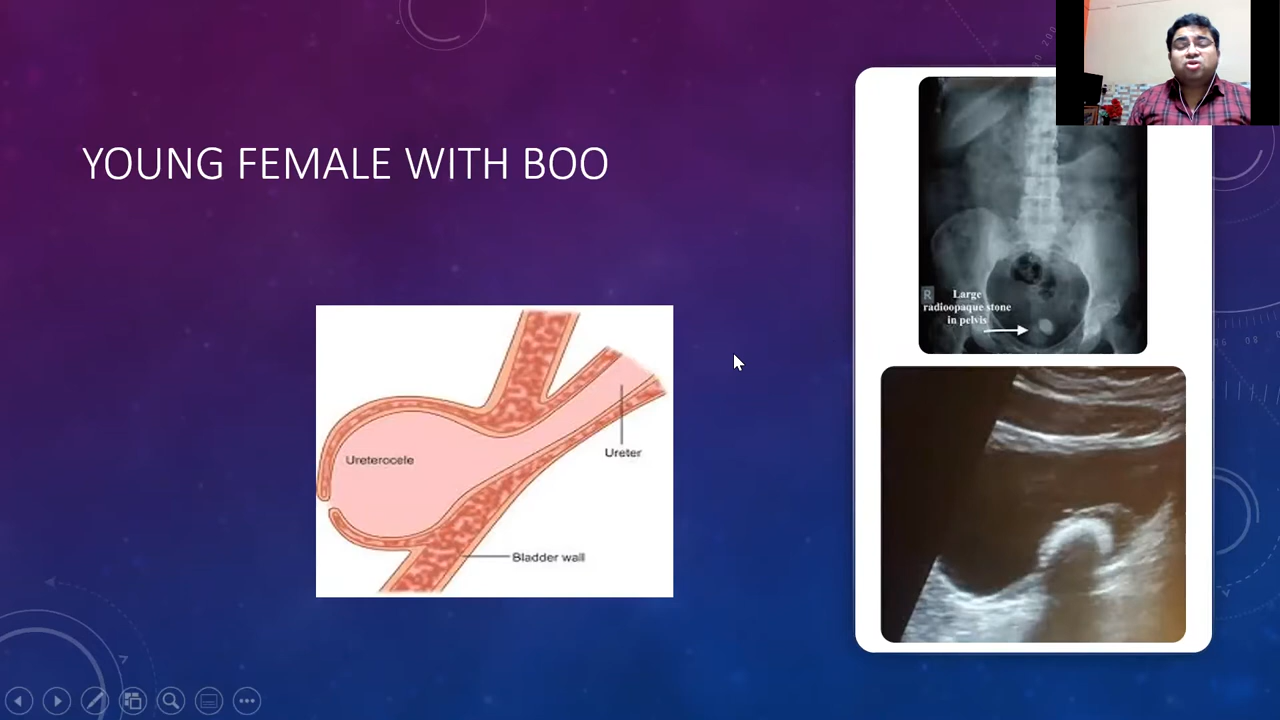 YOUNG FEMALE WITH BOO
Ureterocele
Ureter
Bladder wall
R
Large
radioopaque stone
in pelvis